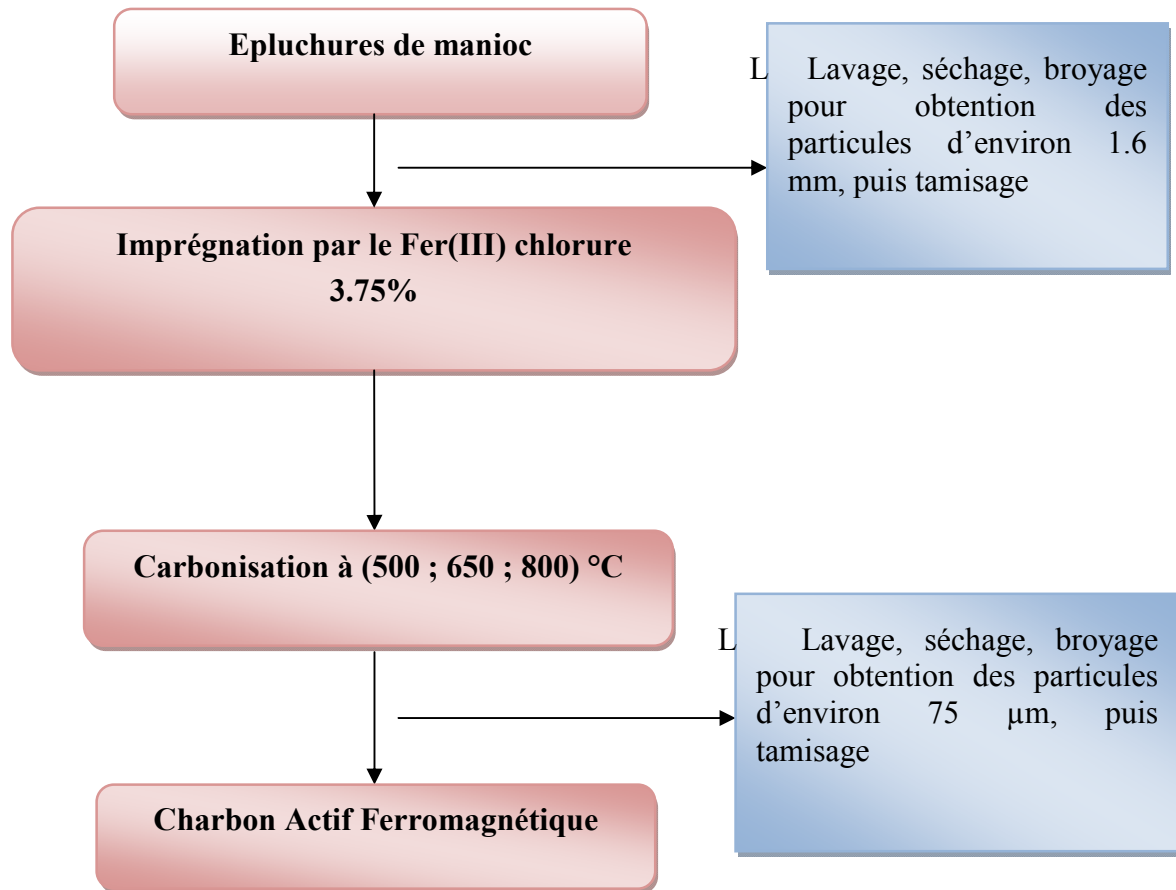 Epluchures de manioc
L Lavage, séchage, broyage
pour obtention des
particules d’environ 1.6
mm, puis tamisage
Imprégnation par le Fer(III) chlorure
3.75%
Carbonisation à (500 ; 650 ; 800) °C
L Lavage, séchage, broyage
pour obtention des particules
d’environ 75 µm, puis
tamisage
Charbon Actif Ferromagnétique